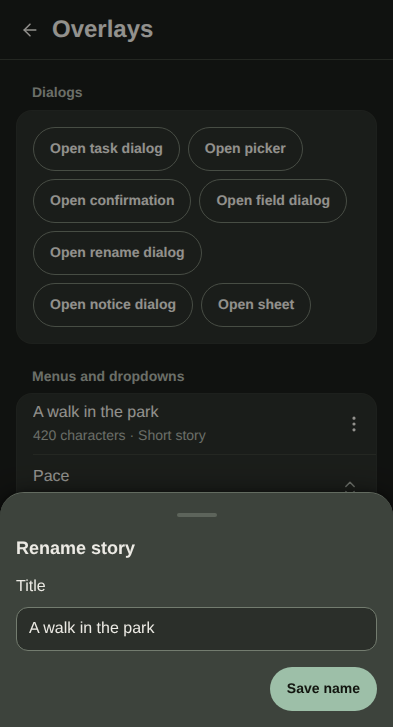 Overlays
Dialogs
Open task dialog
Open picker
Open confirmation
Open field dialog
Open rename dialog
Open notice dialog
Open sheet
Menus and dropdowns
A walk in the park
420 characters · Short story
Pace
Rename story
Title
A walk in the park
Save name